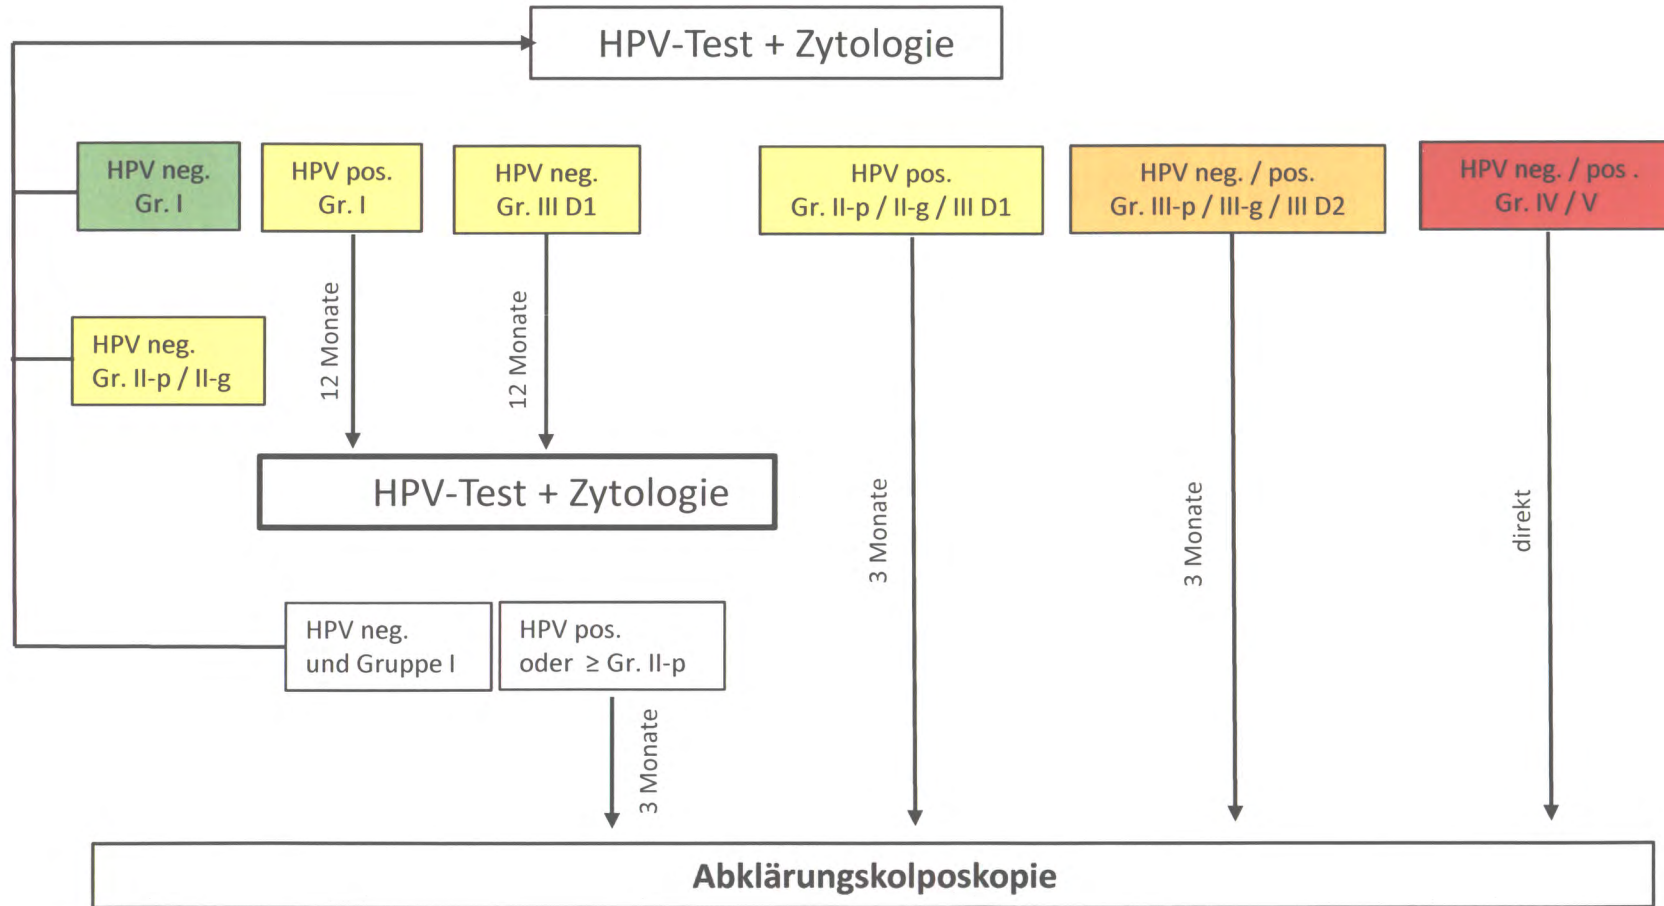 HPV-Test + Zytologie
HPV neg.
Gr. I
HPV pos.
Gr. I
HPV neg.
Gr. III D1
HPV pos.
Gr. II-p / II-g / III D1
HPV neg. / pos.
Gr. III-p / III-g / III D2
HPV neg. / pos .
Gr. IV / V
HPV neg.
Gr. II-p / II-g
12 Monate
12 Monate
HPV-Test + Zytologie
3 Monate
3 Monate
direkt
HPV neg.
und Gruppe I
HPV pos.
oder ≥ Gr. II-p
3 Monate
Abklärungskolposkopie